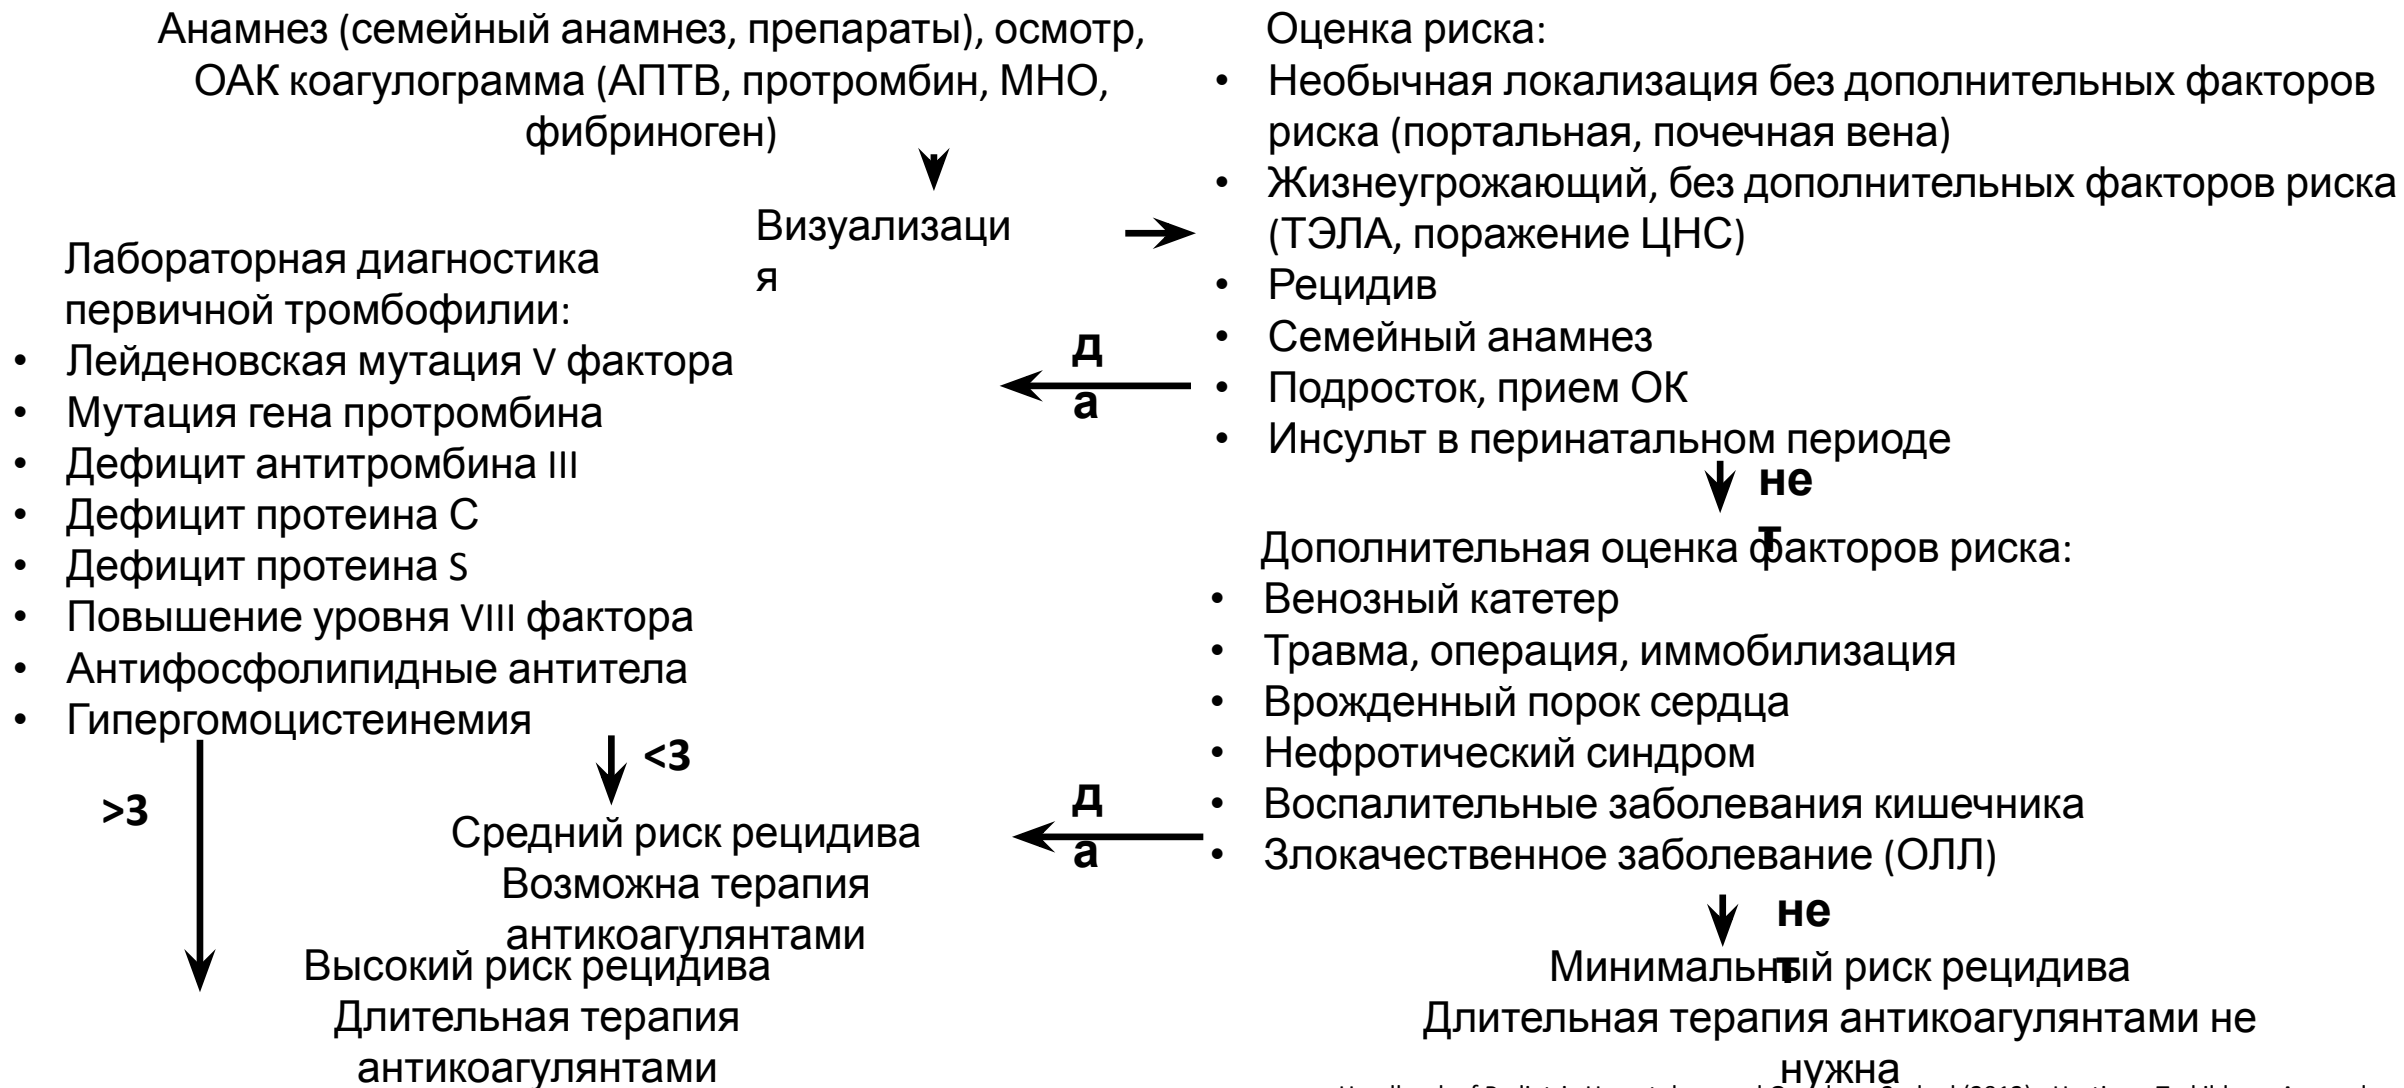 Анамнез (семейный анамнез, препараты), осмотр,
ОАК коагулограмма (АПТВ, протромбин, МНО,
фибриноген)
Визуализаци
я
Оценка риска:
• Необычная локализация без дополнительных факторов
риска (портальная, почечная вена)
• Жизнеугрожающий, без дополнительных факторов риска
(ТЭЛА, поражение ЦНС)
• Рецидив
• Семейный анамнез
• Подросток, прием ОК
• Инсульт в перинатальном периоде
д
а
не
т
Лабораторная диагностика
первичной тромбофилии:
• Лейденовская мутация V фактора
• Мутация гена протромбина
• Дефицит антитромбина III
• Дефицит протеина С
• Дефицит протеина S
• Повышение уровня VIII фактора
• Антифосфолипидные антитела
• Гипергомоцистеинемия
<3
>3
Дополнительная оценка факторов риска:
• Венозный катетер
• Травма, операция, иммобилизация
• Врожденный порок сердца
• Нефротический синдром
• Воспалительные заболевания кишечника
• Злокачественное заболевание (ОЛЛ)
д
а
не
т
Средний риск рецидива
Возможна терапия
антикоагулянтами
Высокий риск рецидива
Длительная терапия
антикоагулянтами
Минимальный риск рецидива
Длительная терапия антикоагулянтами не
нужна